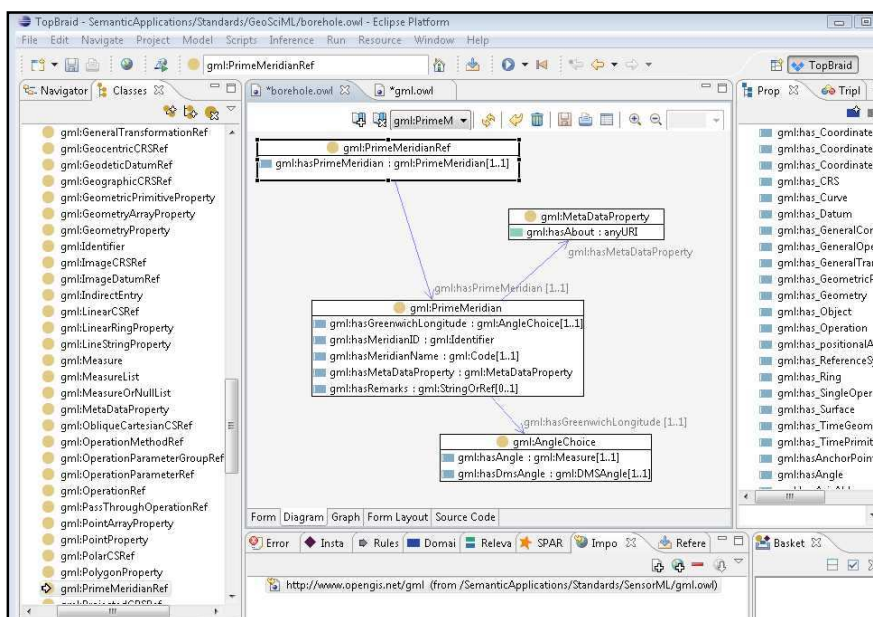 TopBraid - SemanticApplications/Standards/GeoSciML/borehole.owl - Eclipse Platform
File Edit Navigate Project Model Scripts Inference Run Resource Window Help
gml:PrimeMeridianRef
TopBraid
Navigator
Classes
gml:GeneralTransformationRef
gml:GeocentricCRSRef
gml:GeodeticDatumRef
gml:GeographicCRSRef
gml:GeometricPrimitiveProperty
gml:GeometryArrayProperty
gml:GeometryProperty
gml:Identifier
gml:ImageCRSRef
gml:ImageDatumRef
gml:IndirectEntry
gml:LinearCSRef
gml:LinearRingProperty
gml:LineStringProperty
gml:Measure
gml:MeasureList
gml:MeasureOrNullList
gml:MetaDataProperty
gml:ObliqueCartesianCSRef
gml:OperationMethodRef
gml:OperationParameterGroupRef
gml:OperationParameterRef
gml:OperationRef
gml:PassThroughOperationRef
gml:PointArrayProperty
gml:PointProperty
gml:PolarCSRef
gml:PolygonProperty
gml:PrimeMeridianRef
gml:ProjectedCRSRef
*borehole.owl
*gml.owl
gml:PrimeM
gml:PrimeMeridianRef
gml:hasPrimeMeridian : gml:PrimeMeridian[1..1]
gml:MetaDataProperty
gml:hasAbout : anyURI
gml:hasMetaDataProperty
gml:hasPrimeMeridian [1..1]
gml:PrimeMeridian
gml:hasGreenwichLongitude : gml:AngleChoice[1..1]
gml:hasMeridianID : gml:Identifier
gml:hasMeridianName : gml:Code[1..1]
gml:hasMetaDataProperty : gml:MetaDataProperty
gml:hasRemarks : gml:StringOrRef[0..1]
gml:hasGreenwichLongitude [1..1]
gml:AngleChoice
gml:hasAngle : gml:Measure[1..1]
gml:hasDmsAngle : gml:DMSAngle[1..1]
Form Diagram Graph Form Layout Source Code
Error Insta Rules Domai Releva SPAR Impo Refere
http://www.opengis.net/gml (from /SemanticApplications/Standards/SensorML/gml.owl)
Prop
Tripl
gml:has_Coordinate
gml:has_Coordinate
gml:has_Coordinate
gml:has_CRS
gml:has_Curve
gml:has_Datum
gml:has_GeneralCon
gml:has_GeneralOpe
gml:has_GeneralTran
gml:has_GeometricP
gml:has_Geometry
gml:has_Object
gml:has_Operation
gml:has_positionalA
gml:has_ReferenceSy
gml:has_Ring
gml:has_SingleOper
gml:has_Surface
gml:has_TimeGeom
gml:has_TimePrimit
gml:hasAnchorPoin
gml:hasAngle
Basket